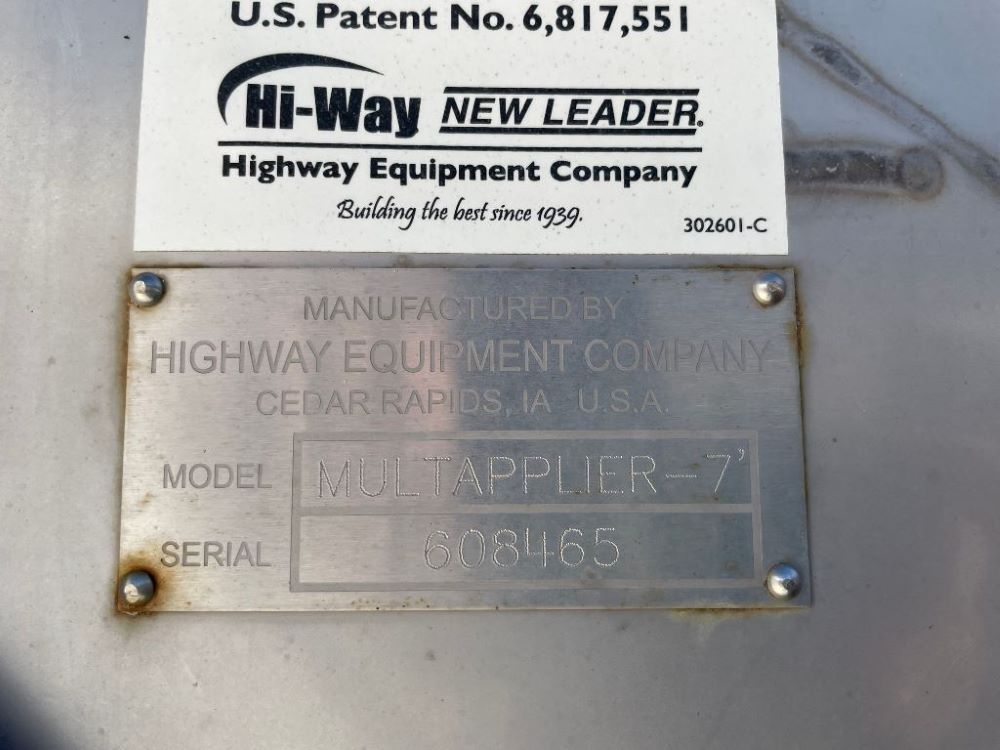 U.S. Patent No. 6,817,551
Hi-Way NEW LEADER.
Highway Equipment Company
Building the best since 1939.
302601-C
MANUFACTURED BY
HIGHWAY EQUIPMENT COMPANY
CEDAR RAPIDS, IA U.S.A.
MODEL MULTAPPLIER-7'
SERIAL 608465